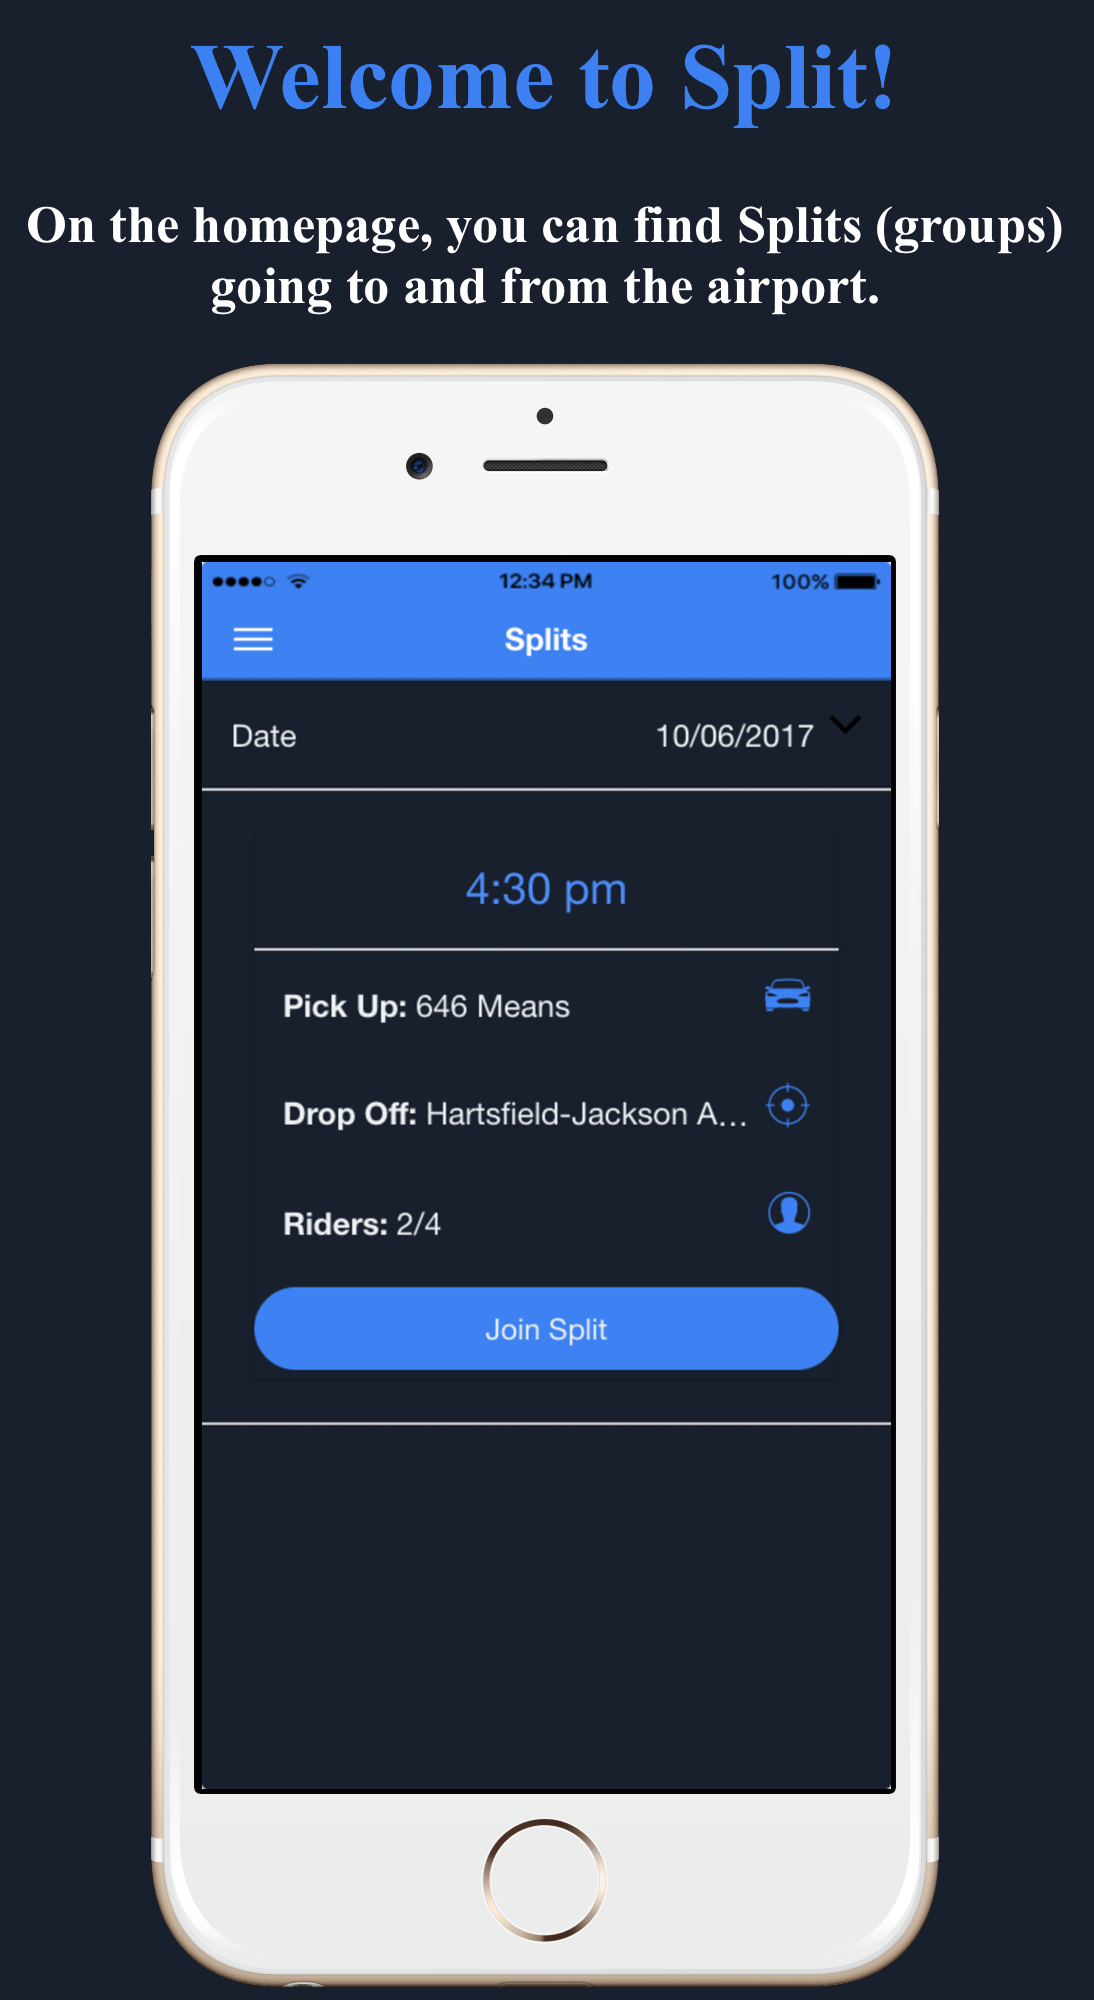 Welcome to Split!
On the homepage, you can find Splits (groups)
going to and from the airport.
12:34 PM
100%
Splits
Date
10/06/2017
4:30 pm
Pick Up: 646 Means
Drop Off: Hartsfield-Jackson A...
Riders: 2/4
Join Split